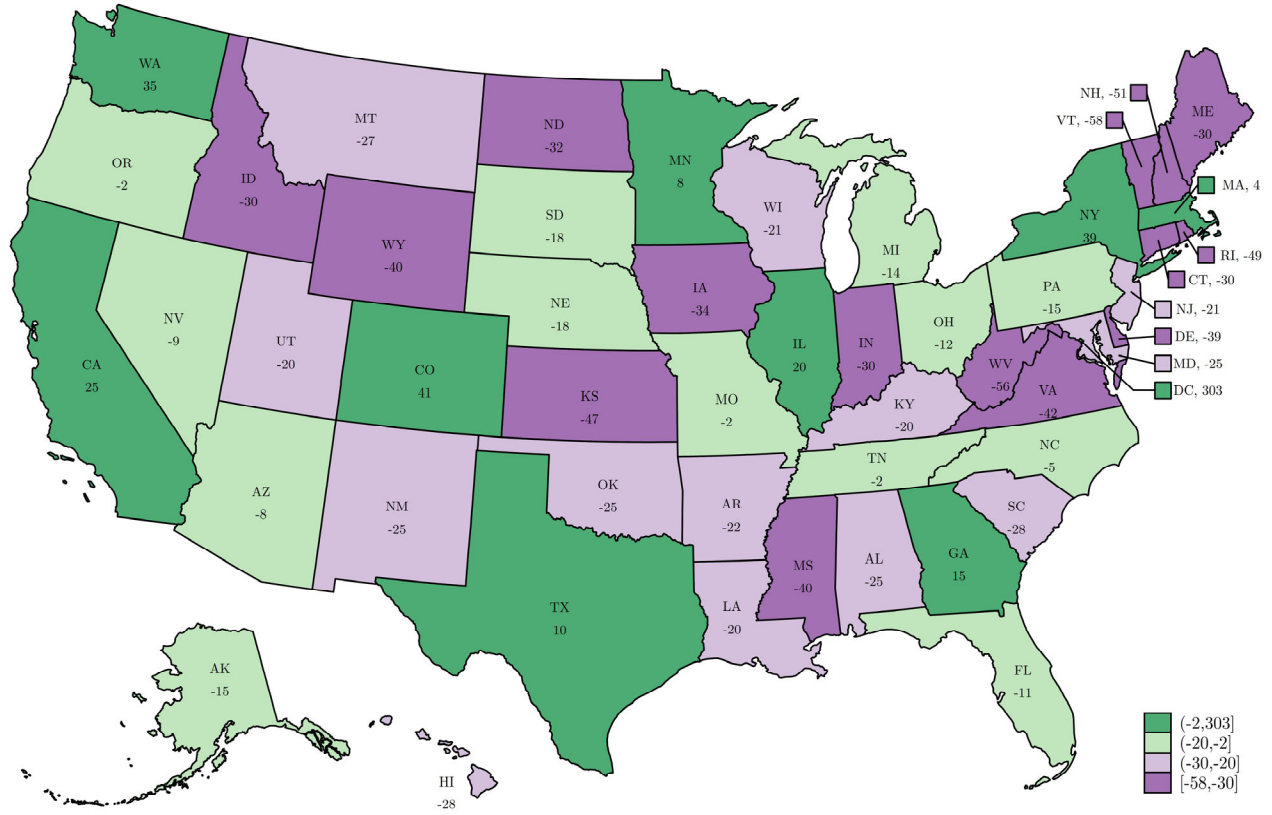 WA
35
OR
-2
CA
25
NV
-9
ID
-30
MT
-27
WY
-40
UT
-20
CO
41
AZ
-8
NM
-25
ND
-32
SD
-18
NE
-18
KS
-47
OK
-25
TX
10
MN
8
IA
-34
MO
-2
AR
-22
LA
-20
WI
-21
IL
20
MI
-14
IN
-30
OH
-12
KY
-20
TN
-2
MS
-40
AL
-25
GA
15
FL
-11
SC
-28
NC
-5
VA
-42
WV
-56
PA
-15
NY
39
ME
-30
NH, -51
VT, -58
MA, 4
RI, -49
CT, -30
NJ, -21
DE, -39
MD, -25
DC, 303
AK
-15
HI
-28
(-2,303]
(-20,-2]
(-30,-20]
[-58,-30]